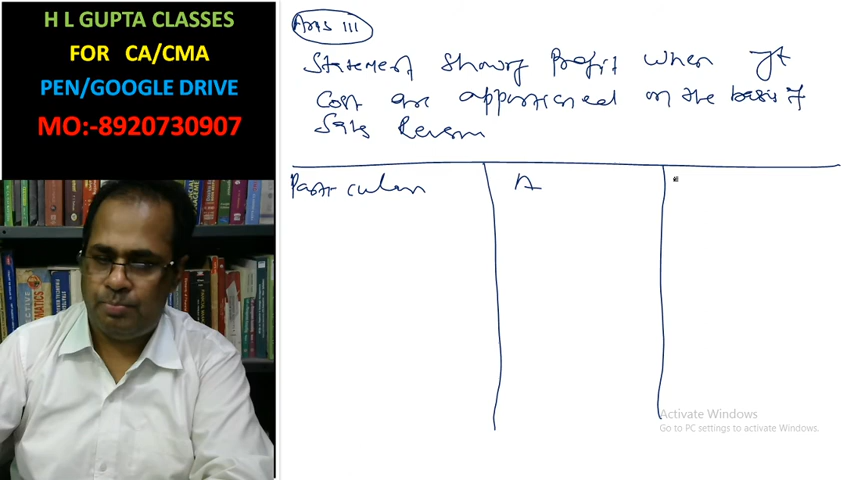 H L GUPTA CLASSES
FOR CA/CMA
PEN/GOOGLE DRIVE
MO:-8920730907
Ans III
Statement Showing Profit when Jt
Cost are apportioned on the basis of
Sales Revenue
Particulars A
Activate Windows
Go to PC settings to activate Windows.